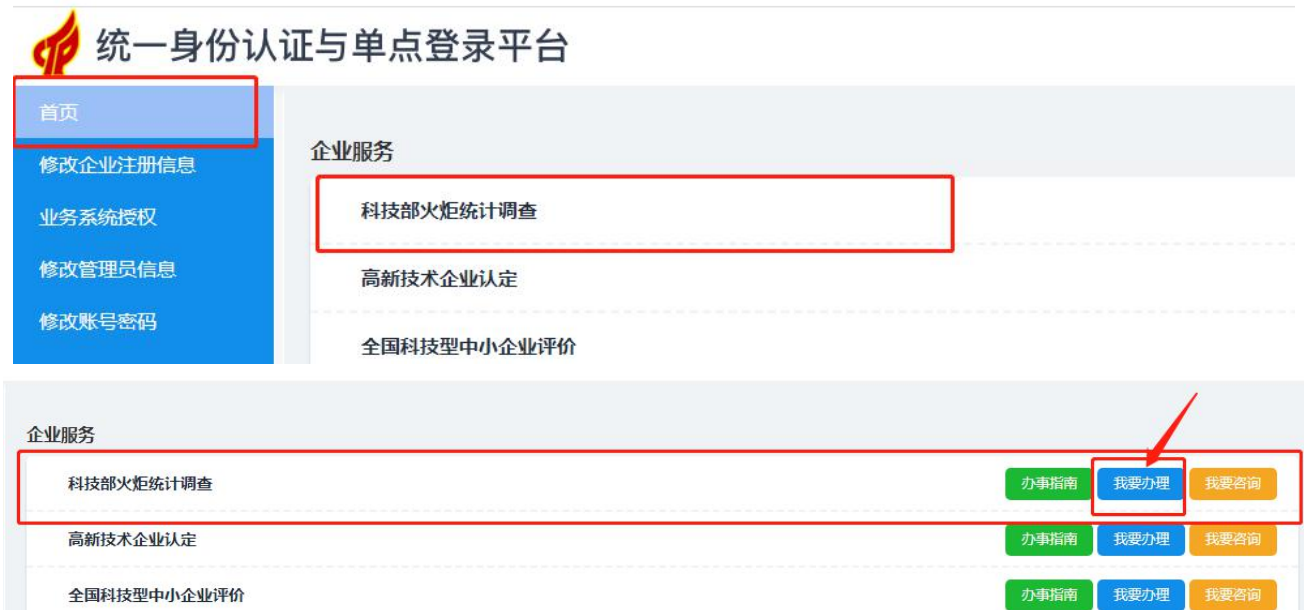 统一身份认证与单点登录平台
首页
修改企业注册信息
业务系统授权
修改管理员信息
修改账号密码
企业服务
科技部火炬统计调查
高新技术企业认定
全国科技型中小企业评价
企业服务
科技部火炬统计调查 办事指南 我要办理 我要咨询
高新技术企业认定 办事指南 我要办理 我要咨询
全国科技型中小企业评价 办事指南 我要办理 我要咨询